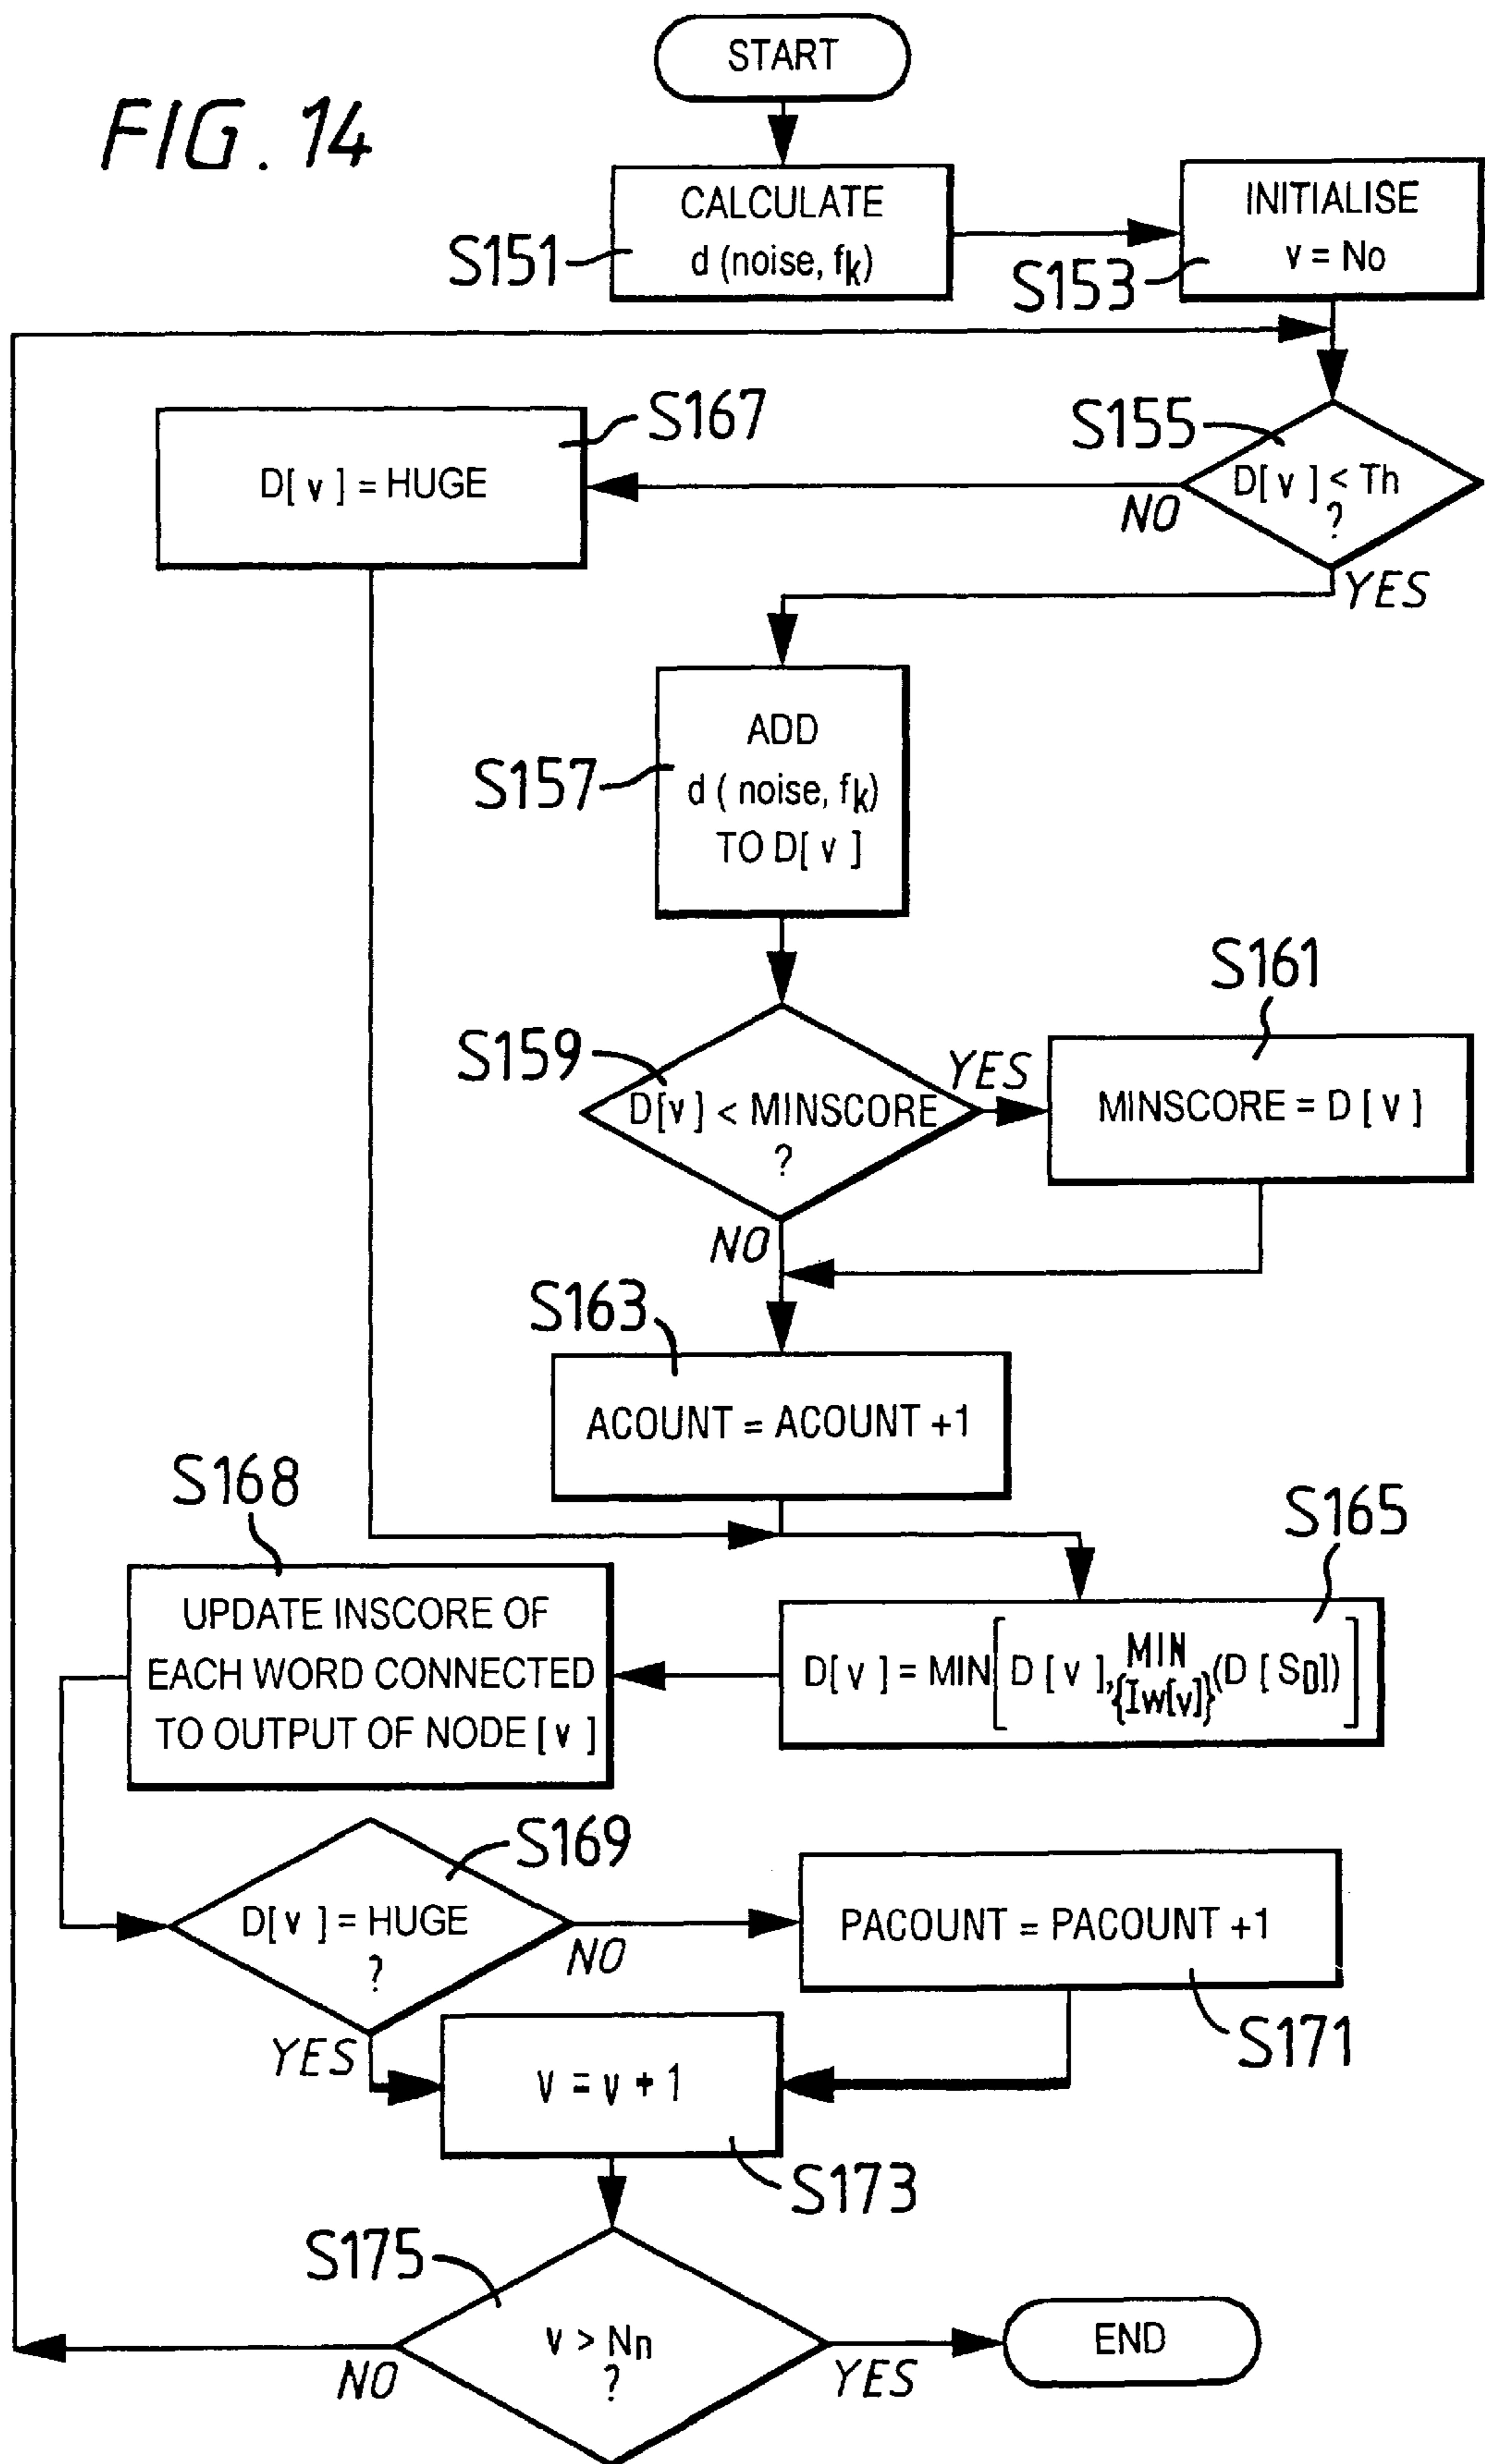 START
FIG. 14
CALCULATE
d (noise, fk)
S151
INITIALISE
v = No
S153
S167
D[ v ] = HUGE
S155
D[ v ] < Th
?
NO
YES
ADD
d ( noise, fk)
TO D[ v ]
S157
S161
S159
D[v] < MINSCORE
?
YES
MINSCORE = D [ v ]
NO
S163
ACOUNT = ACOUNT +1
S168
S165
UPDATE INSCORE OF
EACH WORD CONNECTED
TO OUTPUT OF NODE [ v ]
D[ v ] = MIN[ D [ v ], MIN {Iw[v]} (D [ S0]) ]
S169
D[ v ] = HUGE
?
NO
PACOUNT = PACOUNT +1
S171
YES
v = v + 1
S173
S175
v > Nn
?
NO
YES
END